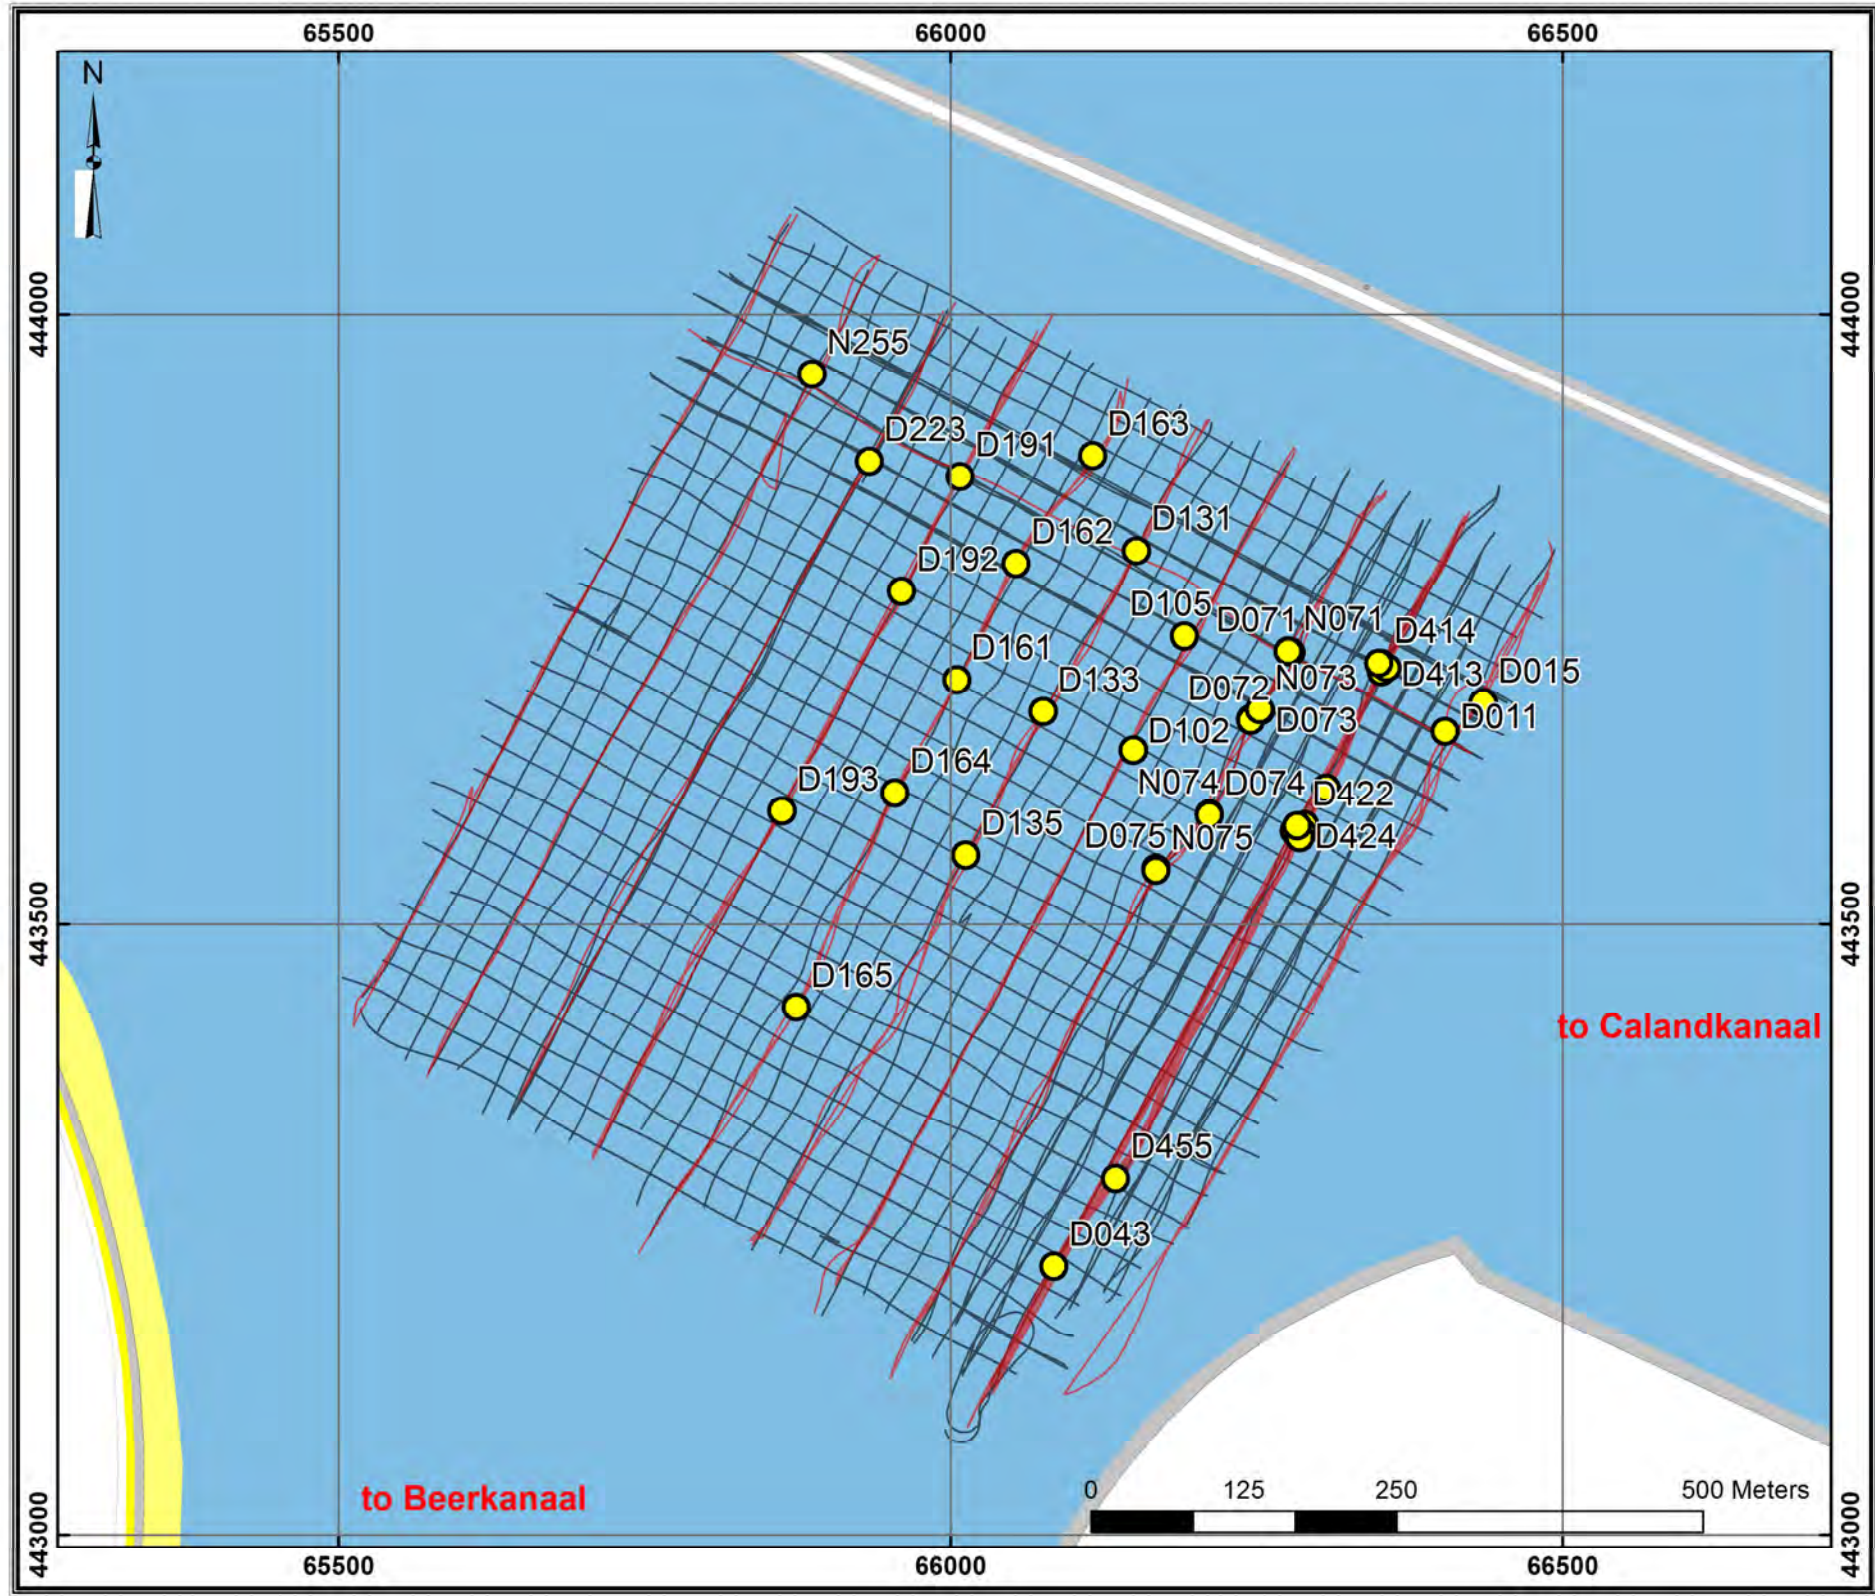 65500 66000 66500
N
444000 444000
N255
D223 D191 D163
D162 D131
D192
D105 D071 N071 D414
D161 D133 D072 N073 D413 D015
D102 D073 D011
D193 D164 N074 D074 D422
D135 D075 N075 D424
443500 443500
D165
to Calandkanaal
D455
D043
to Beerkanaal
0 125 250 500 Meters
443000 443000
65500 66000 66500